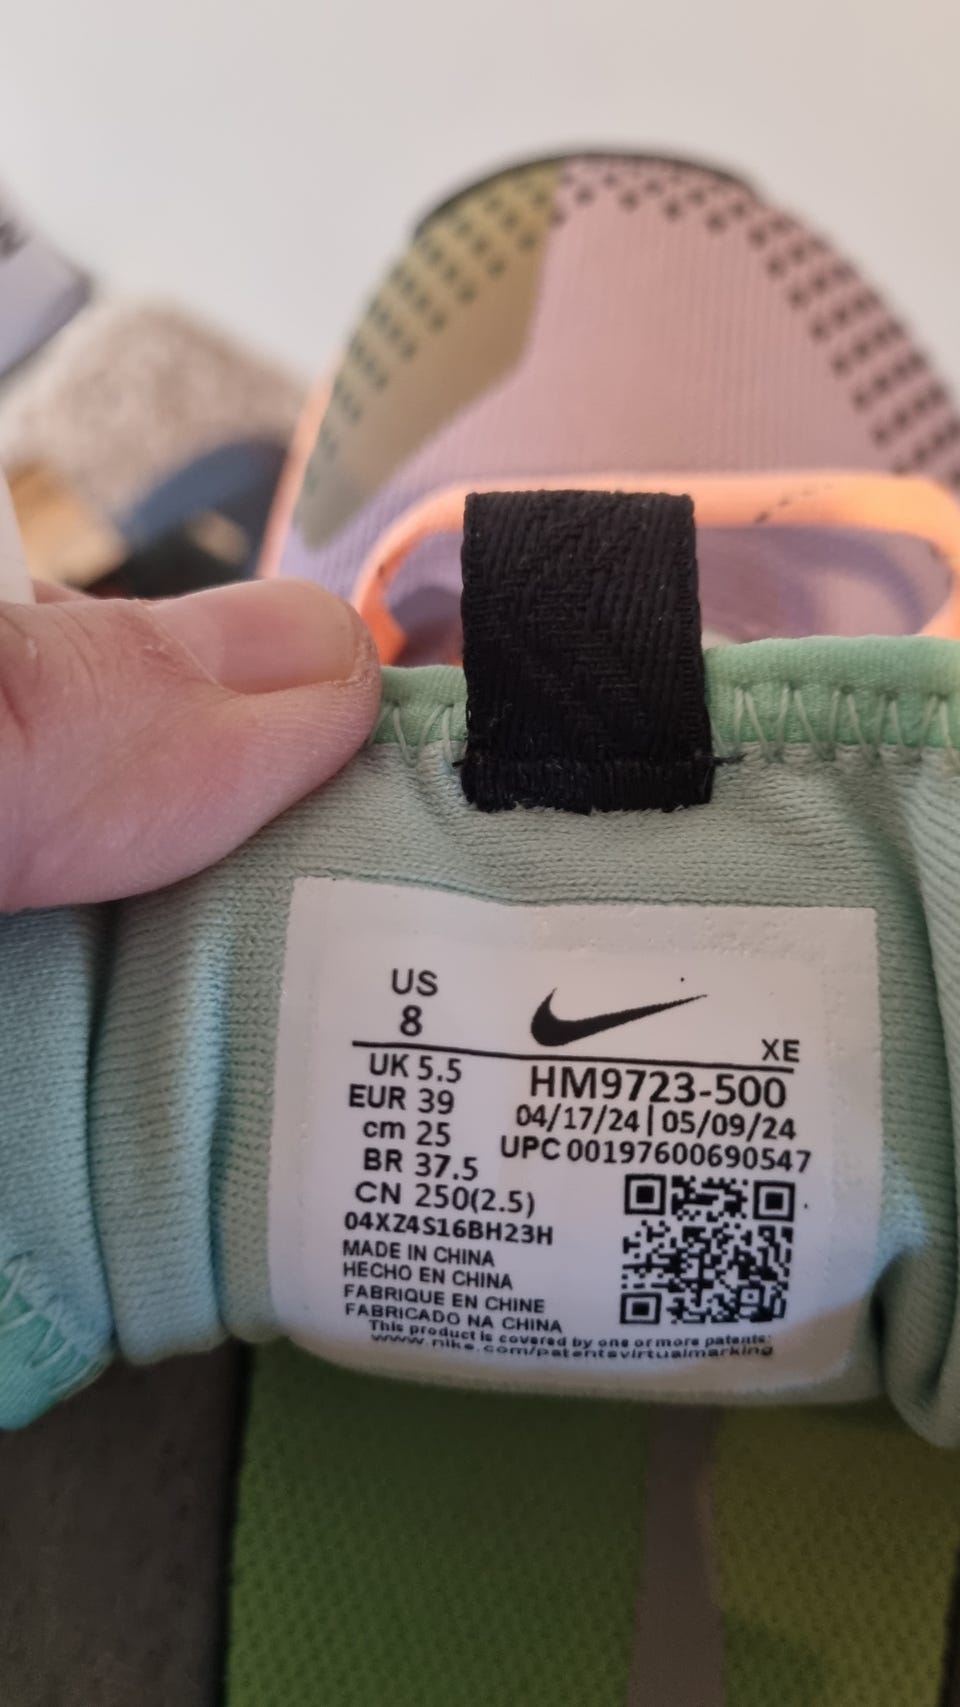 US
8
XE
UK 5.5
EUR 39
cm 25
BR 37.5
CN 250(2.5)
HM9723-500
04/17/24 | 05/09/24
UPC 00197600690547
04XZ4S16BH23H
MADE IN CHINA
HECHO EN CHINA
FABRIQUE EN CHINE
FABRICADO NA CHINA
This product is covered by one or more patents:
www.nike.com/patentsvirtualmarking